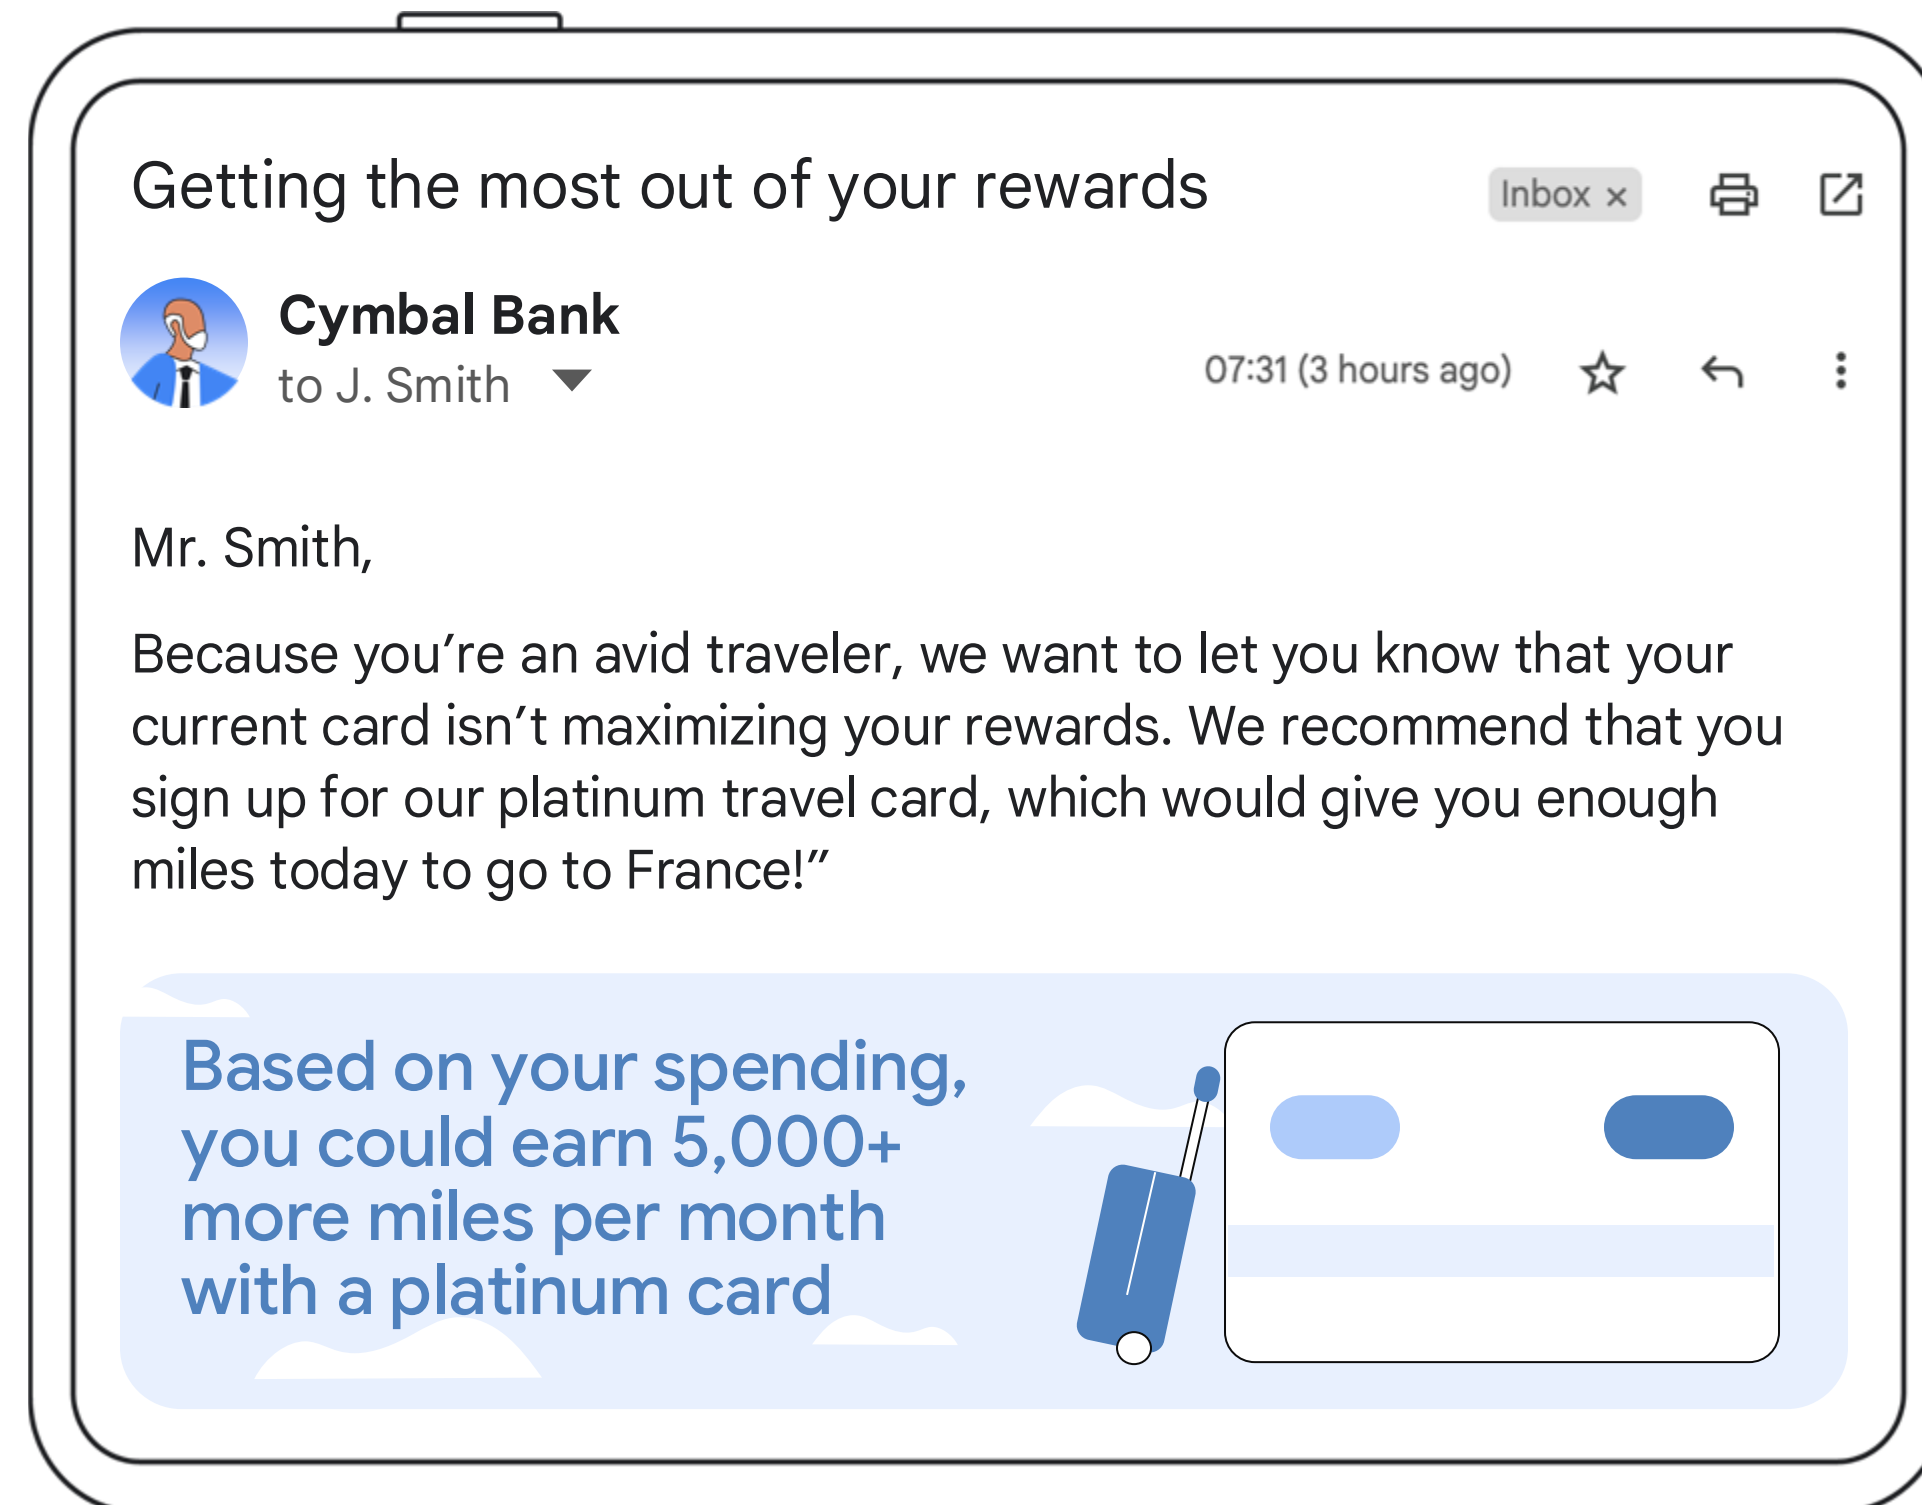 Getting the most out of your rewards
Inbox ×
Cymbal Bank
to J. Smith
07:31 (3 hours ago)
Mr. Smith,
Because you’re an avid traveler, we want to let you know that your
current card isn’t maximizing your rewards. We recommend that you
sign up for our platinum travel card, which would give you enough
miles today to go to France!”
Based on your spending,
you could earn 5,000+
more miles per month
with a platinum card